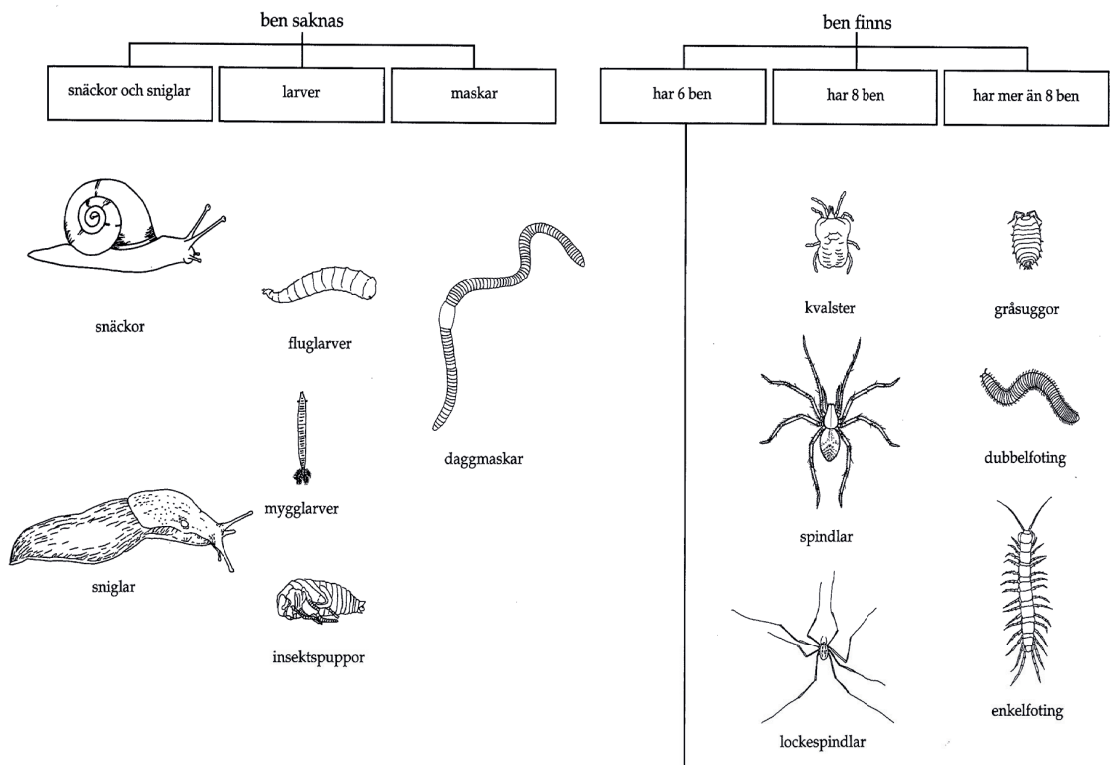 ben saknas
snäckor och sniglar
larver
maskar
snäckor
sniglar
fluglarver
mygglarver
insektspuppor
daggmaskar
ben finns
har 6 ben
har 8 ben
har mer än 8 ben
kvalster
spindlar
lockespindlar
gråsuggor
dubbelfoting
enkelfoting